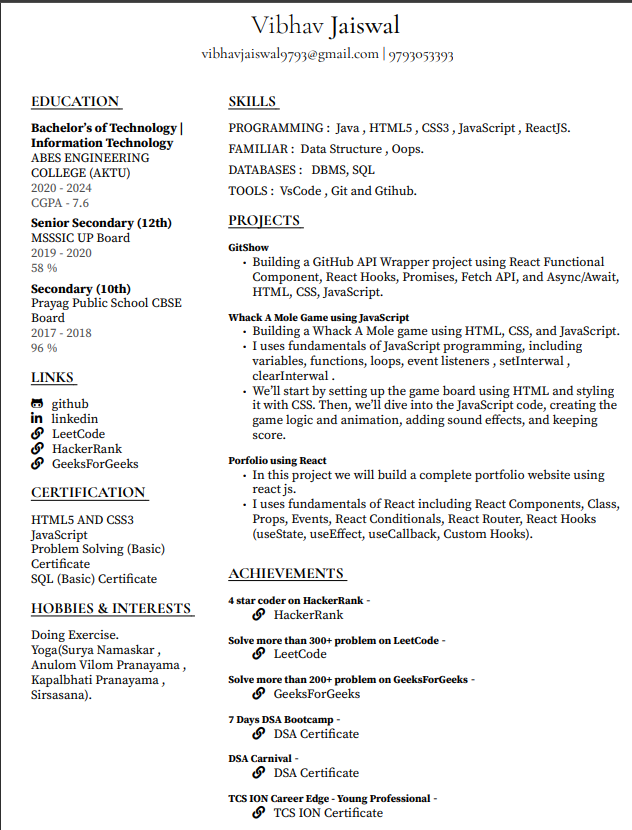 Vibhav Jaiswal
vibhavjaiswal9793@gmail.com | 9793053393
EDUCATION
Bachelor's of Technology |
Information Technology
ABES ENGINEERING
COLLEGE (AKTU)
2020 - 2024
CGPA - 7.6
Senior Secondary (12th)
MSSSIC UP Board
2019 - 2020
58 %
Secondary (10th)
Prayag Public School CBSE
Board
2017 - 2018
96 %
LINKS
github
linkedin
LeetCode
HackerRank
GeeksForGeeks
CERTIFICATION
HTML5 AND CSS3
JavaScript
Problem Solving (Basic)
Certificate
SQL (Basic) Certificate
HOBBIES & INTERESTS
Doing Exercise.
Yoga(Surya Namaskar ,
Anulom Vilom Pranayama ,
Kapalbhati Pranayama ,
Sirsasana).
SKILLS
PROGRAMMING : Java , HTML5 , CSS3 , JavaScript , ReactJS.
FAMILIAR : Data Structure , Oops.
DATABASES : DBMS, SQL
TOOLS : VsCode , Git and Gtihub.
PROJECTS
GitShow
• Building a GitHub API Wrapper project using React Functional
Component, React Hooks, Promises, Fetch API, and Async/Await,
HTML, CSS, JavaScript.
Whack A Mole Game using JavaScript
• Building a Whack A Mole game using HTML, CSS, and JavaScript.
• I uses fundamentals of JavaScript programming, including
variables, functions, loops, event listeners , setInterwal ,
clearInterwal .
• We'll start by setting up the game board using HTML and styling
it with CSS. Then, we'll dive into the JavaScript code, creating the
game logic and animation, adding sound effects, and keeping
score.
Porfolio using React
• In this project we will build a complete portfolio website using
react js.
• I uses fundamentals of React including React Components, Class,
Props, Events, React Conditionals, React Router, React Hooks
(useState, useEffect, useCallback, Custom Hooks).
ACHIEVEMENTS
4 star coder on HackerRank -
HackerRank
Solve more than 300+ problem on LeetCode -
LeetCode
Solve more than 200+ problem on GeeksForGeeks -
GeeksForGeeks
7 Days DSA Bootcamp -
DSA Certificate
DSA Carnival -
DSA Certificate
TCS ION Career Edge - Young Professional -
TCS ION Certificate